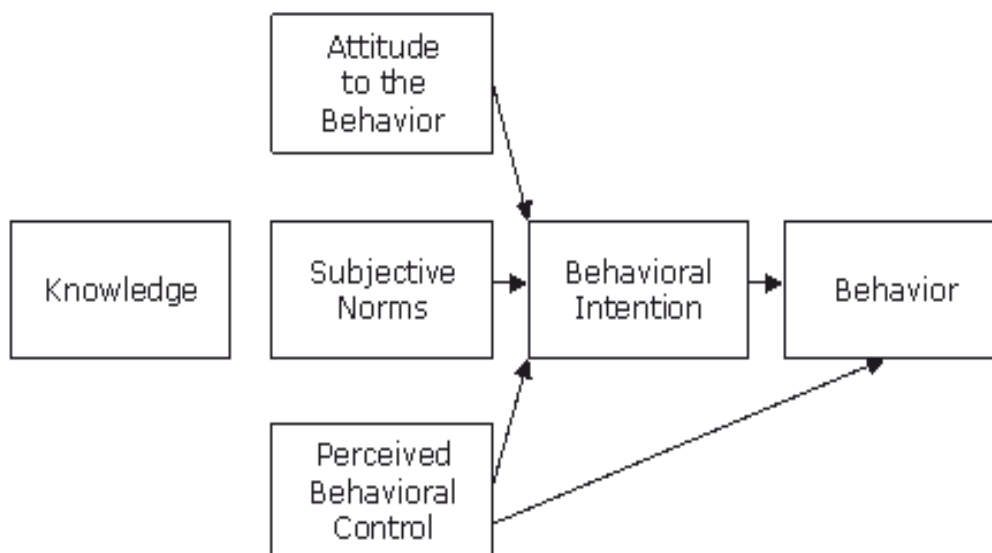 Attitude
to the
Behavior
Knowledge
Subjective
Norms
Behavioral
Intention
Behavior
Perceived
Behavioral
Control